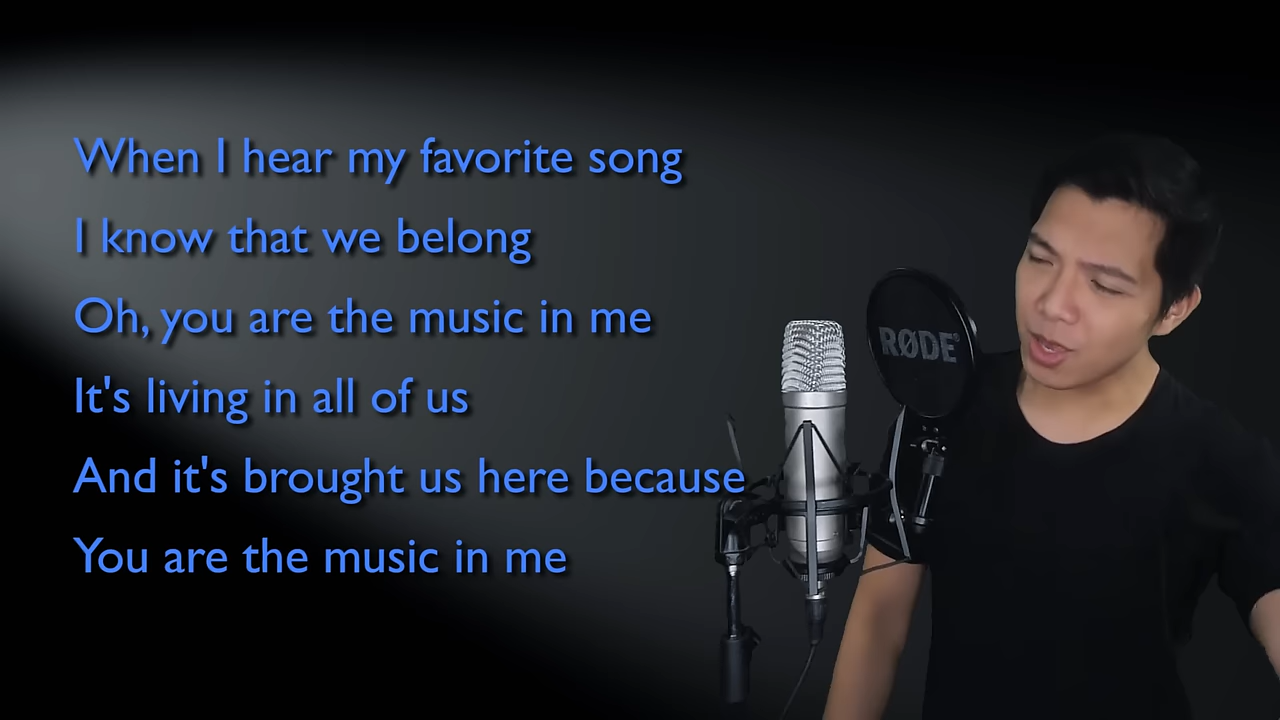 When I hear my favorite song
I know that we belong
Oh, you are the music in me
It's living in all of us
And it's brought us here because
You are the music in me
RØDE®